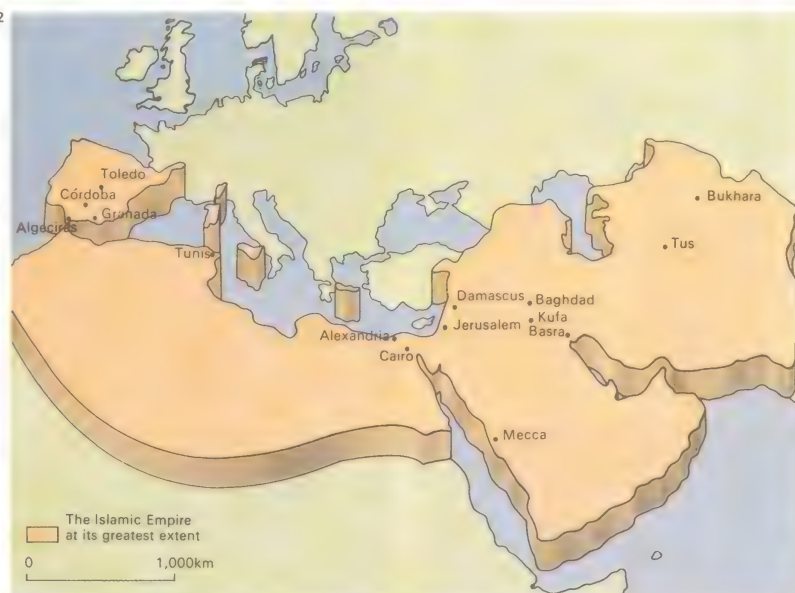 2
Toledo
Córdoba
Granada
Algeciras
Tunis
Bukhara
Tus
Damascus
Baghdad
Jerusalem
Kufa
Basra
Alexandria
Cairo
Mecca
The Islamic Empire
at its greatest extent
0 1,000km